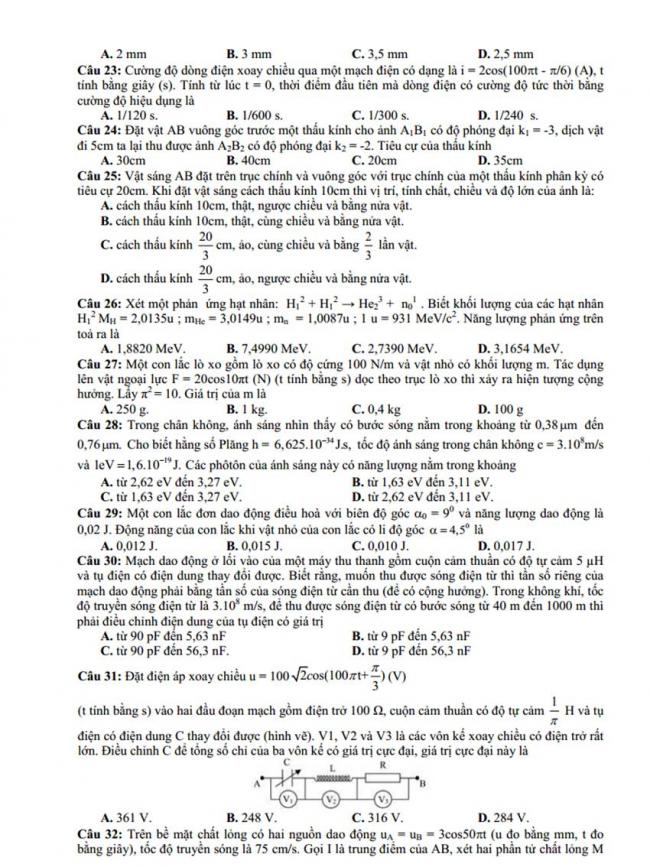 A. 2 mm B. 3 mm C. 3,5 mm D. 2,5 mm
Câu 23: Cường độ dòng điện xoay chiều qua một mạch điện có dạng là i = 2cos(100πt - π/6) (A), t
tính bằng giây (s). Tính từ lúc t = 0, thời điểm đầu tiên mà dòng điện có cường độ tức thời bằng
cường độ hiệu dụng là
A. 1/120 s. B. 1/600 s. C. 1/300 s. D. 1/240 s.
Câu 24: Đặt vật AB vuông góc trước một thấu kính cho ảnh A₁B₁ có độ phóng đại k₁ = -3, dịch vật
đi 5cm ta lại thu được ảnh A₂B₂ có độ phóng đại k₂ = -2. Tiêu cự của thấu kính
A. 30cm B. 40cm C. 20cm D. 35cm
Câu 25: Vật sáng AB đặt trên trục chính và vuông góc với trục chính của một thấu kính phân kỳ có
tiêu cự 20cm. Khi đặt vật sáng cách thấu kính 10cm thì vị trí, tính chất, chiều và độ lớn của ảnh là:
A. cách thấu kính 10cm, thật, ngược chiều và bằng nửa vật.
B. cách thấu kính 10cm, thật, cùng chiều và bằng nửa vật.
C. cách thấu kính 20/3 cm, ảo, cùng chiều và bằng 2/3 lần vật.
D. cách thấu kính 20/3 cm, ảo, ngược chiều và bằng nửa vật.
Câu 26: Xét một phản ứng hạt nhân: H₁² + H₁² → He₂³ + n₀¹ . Biết khối lượng của các hạt nhân
H₁² M_H = 2,0135u ; m_He = 3,0149u ; m_n = 1,0087u ; 1 u = 931 MeV/c². Năng lượng phản ứng trên
toả ra là
A. 1,8820 MeV. B. 7,4990 MeV. C. 2,7390 MeV. D. 3,1654 MeV.
Câu 27: Một con lắc lò xo gồm lò xo có độ cứng 100 N/m và vật nhỏ có khối lượng m. Tác dụng
lên vật ngoại lực F = 20cos10πt (N) (t tính bằng s) dọc theo trục lò xo thì xảy ra hiện tượng cộng
hưởng. Lấy π² = 10. Giá trị của m là
A. 250 g. B. 1 kg. C. 0,4 kg D. 100 g
Câu 28: Trong chân không, ánh sáng nhìn thấy có bước sóng nằm trong khoảng từ 0,38μm đến
0,76μm. Cho biết hằng số Plăng h = 6,625.10⁻³⁴ J.s, tốc độ ánh sáng trong chân không c = 3.10⁸m/s
và 1eV = 1,6.10⁻¹⁹ J. Các phôtôn của ánh sáng này có năng lượng nằm trong khoảng
A. từ 2,62 eV đến 3,27 eV. B. từ 1,63 eV đến 3,11 eV.
C. từ 1,63 eV đến 3,27 eV. D. từ 2,62 eV đến 3,11 eV.
Câu 29: Một con lắc đơn dao động điều hoà với biên độ góc α₀ = 9⁰ và năng lượng dao động là
0,02 J. Động năng của con lắc khi vật nhỏ của con lắc có li độ góc α = 4,5° là
A. 0,012 J. B. 0,015 J. C. 0,010 J. D. 0,017 J.
Câu 30: Mạch dao động ở lối vào của một máy thu thanh gồm cuộn cảm thuần có độ tự cảm 5 μH
và tụ điện có điện dung thay đổi được. Biết rằng, muốn thu được sóng điện từ thì tần số riêng của
mạch dao động phải bằng tần số của sóng điện từ cần thu (để có cộng hưởng). Trong không khí, tốc
độ truyền sóng điện từ là 3.10⁸ m/s, để thu được sóng điện từ có bước sóng từ 40 m đến 1000 m thì
phải điều chỉnh điện dung của tụ điện có giá trị
A. từ 90 pF đến 5,63 nF B. từ 9 pF đến 5,63 nF
C. từ 90 pF đến 56,3 nF. D. từ 9 pF đến 56,3 nF
Câu 31: Đặt điện áp xoay chiều u = 100√2cos(100πt+π/3) (V)
(t tính bằng s) vào hai đầu đoạn mạch gồm điện trở 100 Ω, cuộn cảm thuần có độ tự cảm 1/π H và tụ
điện có điện dung C thay đổi được (hình vẽ). V1, V2 và V3 là các vôn kế xoay chiều có điện trở rất
lớn. Điều chỉnh C để tổng số chỉ của ba vôn kế có giá trị cực đại, giá trị cực đại này là
C L R
A B
V₁ V₂ V₃
A. 361 V. B. 248 V. C. 316 V. D. 284 V.
Câu 32: Trên bề mặt chất lỏng có hai nguồn dao động u_A = u_B = 3cos50πt (u đo bằng mm, t đo
bằng giây), tốc độ truyền sóng là 75 cm/s. Gọi I là trung điểm của AB, xét hai phần tử chất lỏng M